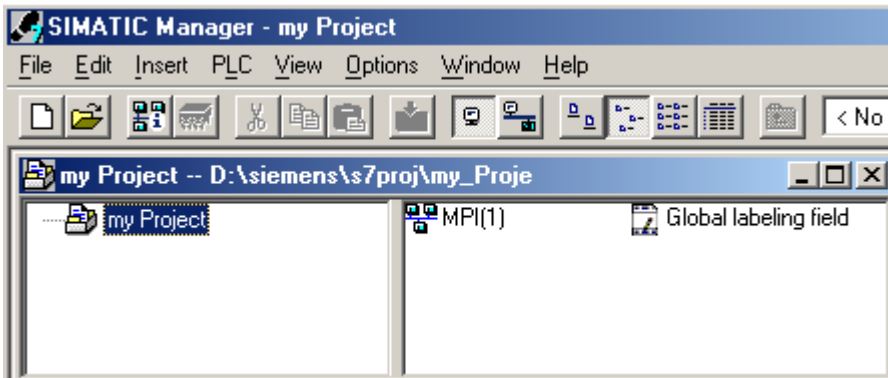 SIMATIC Manager - my Project
File Edit Insert PLC View Options Window Help
< No
my Project -- D:\siemens\s7proj\my_Proje
my Project MPI(1) Global labeling field